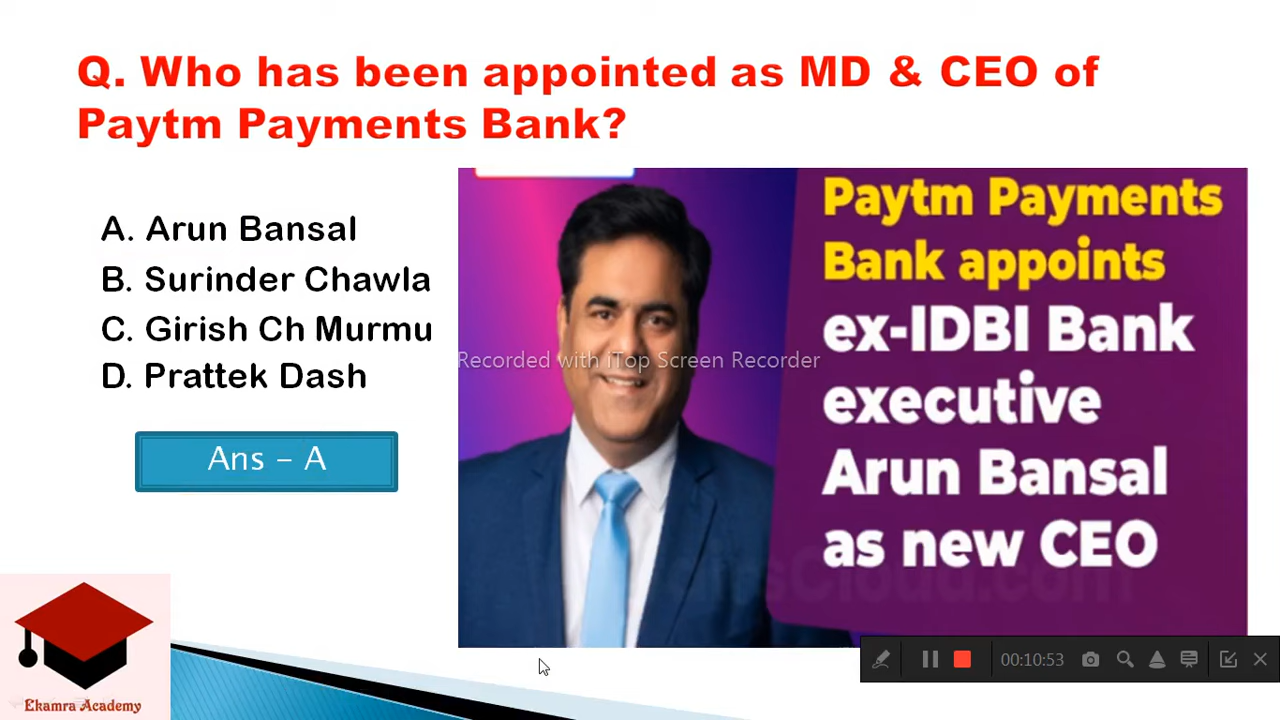 Q. Who has been appointed as MD & CEO of
Paytm Payments Bank?
A. Arun Bansal
B. Surinder Chawla
C. Girish Ch Murmu
D. Prattek Dash
Ans – A
Paytm Payments
Bank appoints
ex-IDBI Bank
executive
Arun Bansal
as new CEO
Recorded with iTop Screen Recorder
00:10:53
Ekamra Academy